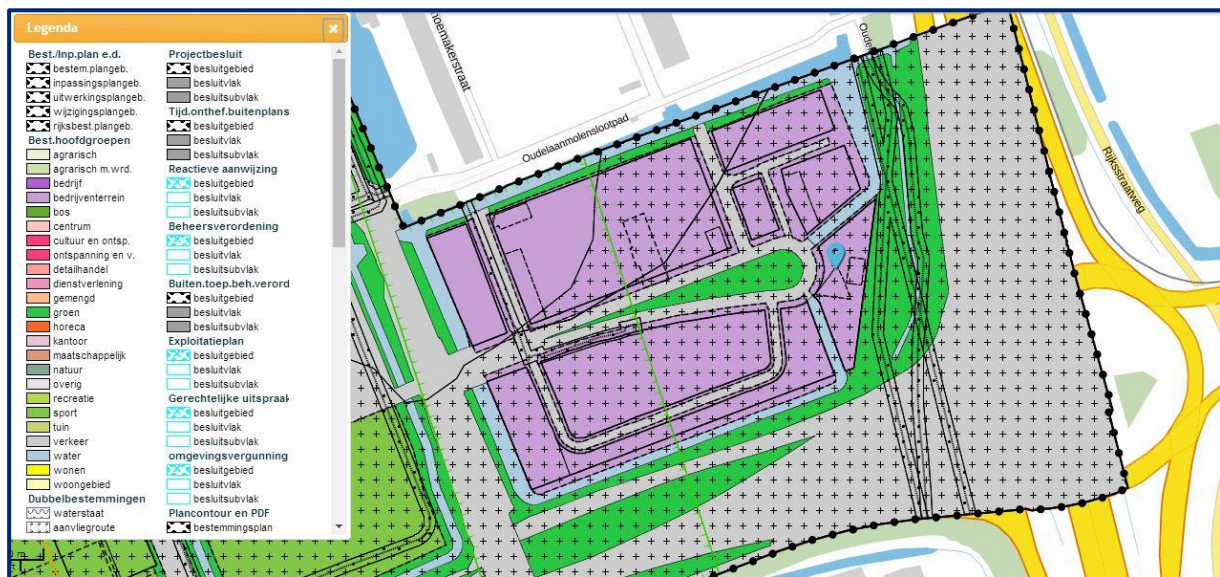 Legenda
Best./Inp.plan e.d.
bestem.plangeb.
inpassingsplangeb.
uitwerkingsplangeb.
wijzigingsplangeb.
rijksbest.plangeb.
Best.hoofdgroepen
agrarisch
agrarisch m.wrd.
bedrijf
bedrijventerrein
bos
centrum
cultuur en ontsp.
ontspanning en v.
detailhandel
dienstverlening
gemengd
groen
horeca
kantoor
maatschappelijk
natuur
overig
recreatie
sport
tuin
verkeer
water
wonen
woongebied
Dubbelbestemmingen
waterstaat
aanvliegroute
Projectbesluit
besluitgebied
besluitvlak
besluitsubvlak
Tijd.onthef.buitenplans
besluitgebied
besluitvlak
besluitsubvlak
Reactieve aanwijzing
besluitgebied
besluitvlak
besluitsubvlak
Beheersverordening
besluitgebied
besluitvlak
besluitsubvlak
Buiten.toep.beh.verord
besluitgebied
besluitvlak
besluitsubvlak
Exploitatieplan
besluitgebied
besluitvlak
besluitsubvlak
Gerechtelijke uitspraak
besluitgebied
besluitvlak
besluitsubvlak
omgevingsvergunning
besluitgebied
besluitvlak
besluitsubvlak
Plancontour en PDF
bestemmingsplan
hoemakerstraat
Oudelaanmolenslootpad
Oudela
Rijksstraatweg